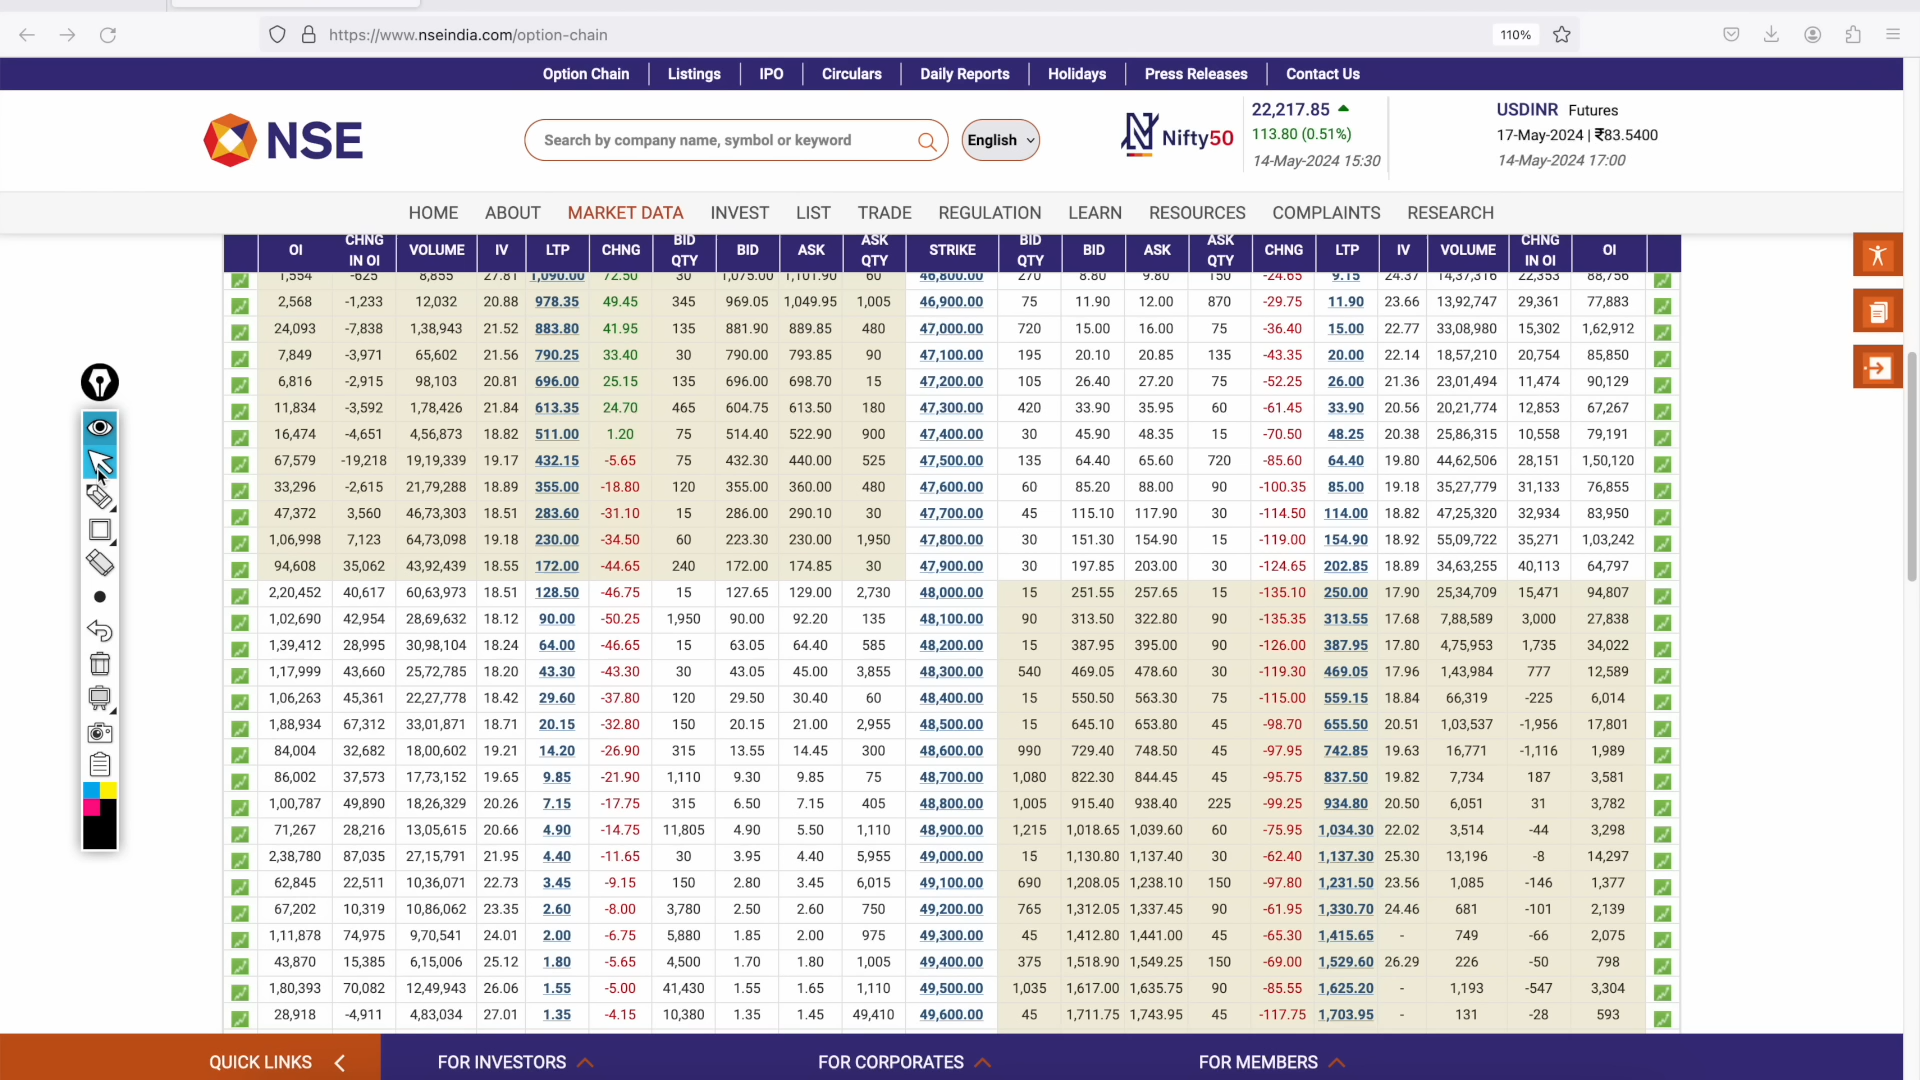 https://www.nseindia.com/option-chain 110%
Option Chain Listings IPO Circulars Daily Reports Holidays Press Releases Contact Us
NSE Search by company name, symbol or keyword English Nifty50 22,217.85 113.80 (0.51%) 14-May-2024 15:30 USDINR Futures 17-May-2024 | ₹83.5400 14-May-2024 17:00
HOME ABOUT MARKET DATA INVEST LIST TRADE REGULATION LEARN RESOURCES COMPLAINTS RESEARCH
OI CHNG IN OI VOLUME IV LTP CHNG BID QTY BID ASK ASK QTY STRIKE BID QTY BID ASK ASK QTY CHNG LTP IV VOLUME CHNG IN OI OI
1,554 -625 8,855 27.81 1,090.00 72.50 30 1,075.00 1,101.90 60 46,800.00 270 8.80 9.80 150 -24.65 9.15 24.37 14,37,316 22,353 88,756
2,568 -1,233 12,032 20.88 978.35 49.45 345 969.05 1,049.95 1,005 46,900.00 75 11.90 12.00 870 -29.75 11.90 23.66 13,92,747 29,361 77,883
24,093 -7,838 1,38,943 21.52 883.80 41.95 135 881.90 889.85 480 47,000.00 720 15.00 16.00 75 -36.40 15.00 22.77 33,08,980 15,302 1,62,912
7,849 -3,971 65,602 21.56 790.25 33.40 30 790.00 793.85 90 47,100.00 195 20.10 20.85 135 -43.35 20.00 22.14 18,57,210 20,754 85,850
6,816 -2,915 98,103 20.81 696.00 25.15 135 696.00 698.70 15 47,200.00 105 26.40 27.20 75 -52.25 26.00 21.36 23,01,494 11,474 90,129
11,834 -3,592 1,78,426 21.84 613.35 24.70 465 604.75 613.50 180 47,300.00 420 33.90 35.95 60 -61.45 33.90 20.56 20,21,774 12,853 67,267
16,474 -4,651 4,56,873 18.82 511.00 1.20 75 514.40 522.90 900 47,400.00 30 45.90 48.35 15 -70.50 48.25 20.38 25,86,315 10,558 79,191
67,579 -19,218 19,19,339 19.17 432.15 -5.65 75 432.30 440.00 525 47,500.00 135 64.40 65.60 720 -85.60 64.40 19.80 44,62,506 28,151 1,50,120
33,296 -2,615 21,79,288 18.89 355.00 -18.80 120 355.00 360.00 480 47,600.00 60 85.20 88.00 90 -100.35 85.00 19.18 35,27,779 31,133 76,855
47,372 3,560 46,73,303 18.51 283.60 -31.10 15 286.00 290.10 30 47,700.00 45 115.10 117.90 30 -114.50 114.00 18.82 47,25,320 32,934 83,950
1,06,998 7,123 64,73,098 19.18 230.00 -34.50 60 223.30 230.00 1,950 47,800.00 30 151.30 154.90 15 -119.00 154.90 18.92 55,09,722 35,271 1,03,242
94,608 35,062 43,92,439 18.55 172.00 -44.65 240 172.00 174.85 30 47,900.00 30 197.85 203.00 30 -124.65 202.85 18.89 34,63,255 40,113 64,797
2,20,452 40,617 60,63,973 18.51 128.50 -46.75 15 127.65 129.00 2,730 48,000.00 15 251.55 257.65 15 -135.10 250.00 17.90 25,34,709 15,471 94,807
1,02,690 42,954 28,69,632 18.12 90.00 -50.25 1,950 90.00 92.20 135 48,100.00 90 313.50 322.80 90 -135.35 313.55 17.68 7,88,589 3,000 27,838
1,39,412 28,995 30,98,104 18.24 64.00 -46.65 15 63.05 64.40 585 48,200.00 15 387.95 395.00 90 -126.00 387.95 17.80 4,75,953 1,735 34,022
1,17,999 43,660 25,72,785 18.20 43.30 -43.30 30 43.05 45.00 3,855 48,300.00 540 469.05 478.60 30 -119.30 469.05 17.96 1,43,984 777 12,589
1,06,263 45,361 22,27,778 18.42 29.60 -37.80 120 29.50 30.40 60 48,400.00 15 550.50 563.30 75 -115.00 559.15 18.84 66,319 -225 6,014
1,88,934 67,312 33,01,871 18.71 20.15 -32.80 150 20.15 21.00 2,955 48,500.00 15 645.10 653.80 45 -98.70 655.50 20.51 1,03,537 -1,956 17,801
84,004 32,682 18,00,602 19.21 14.20 -26.90 315 13.55 14.45 300 48,600.00 990 729.40 748.50 45 -97.95 742.85 19.63 16,771 -1,116 1,989
86,002 37,573 17,73,152 19.65 9.85 -21.90 1,110 9.30 9.85 75 48,700.00 1,080 822.30 844.45 45 -95.75 837.50 19.82 7,734 187 3,581
1,00,787 49,890 18,26,329 20.26 7.15 -17.75 315 6.50 7.15 405 48,800.00 1,005 915.40 938.40 225 -99.25 934.80 20.50 6,051 31 3,782
71,267 28,216 13,05,615 20.66 4.90 -14.75 11,805 4.90 5.50 1,110 48,900.00 1,215 1,018.65 1,039.60 60 -75.95 1,034.30 22.02 3,514 -44 3,298
2,38,780 87,035 27,15,791 21.95 4.40 -11.65 30 3.95 4.40 5,955 49,000.00 15 1,130.80 1,137.40 30 -62.40 1,137.30 25.30 13,196 -8 14,297
62,845 22,511 10,36,071 22.73 3.45 -9.15 150 2.80 3.45 6,015 49,100.00 690 1,208.05 1,238.10 150 -97.80 1,231.50 23.56 1,085 -146 1,377
67,202 10,319 10,86,062 23.35 2.60 -8.00 3,780 2.50 2.60 750 49,200.00 765 1,312.05 1,337.45 90 -61.95 1,330.70 24.46 681 -101 2,139
1,11,878 74,975 9,70,541 24.01 2.00 -6.75 5,880 1.85 2.00 975 49,300.00 45 1,412.80 1,441.00 45 -65.30 1,415.65 - 749 -66 2,075
43,870 15,385 6,15,006 25.12 1.80 -5.65 4,500 1.70 1.80 1,005 49,400.00 375 1,518.90 1,549.25 150 -69.00 1,529.60 26.29 226 -50 798
1,80,393 70,082 12,49,943 26.06 1.55 -5.00 41,430 1.55 1.65 1,110 49,500.00 1,035 1,617.00 1,635.75 90 -85.55 1,625.20 - 1,193 -547 3,304
28,918 -4,911 4,83,034 27.01 1.35 -4.15 10,380 1.35 1.45 49,410 49,600.00 45 1,711.75 1,743.95 45 -117.75 1,703.95 - 131 -28 593
QUICK LINKS FOR INVESTORS FOR CORPORATES FOR MEMBERS